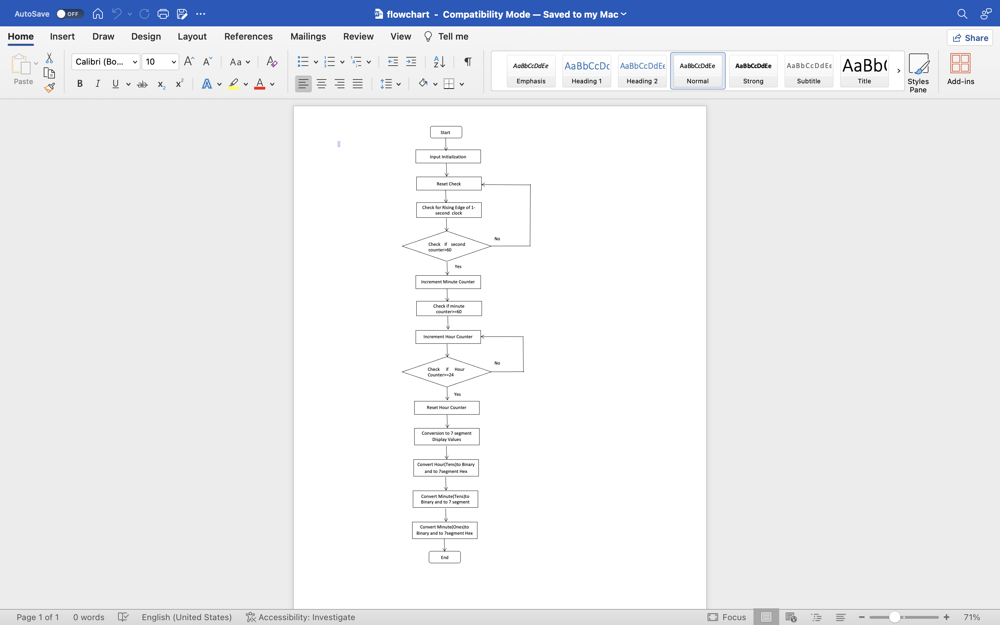 AutoSave OFF
flowchart - Compatibility Mode — Saved to my Mac
Home Insert Draw Design Layout References Mailings Review View Tell me
Share
Paste
Calibri (Bo... 10
AaBbCcDdEe
Emphasis
AaBbCcDc
Heading 1
AaBbCcDdEe
Heading 2
AaBbCcDdEe
Normal
AaBbCcDdEe
Strong
AaBbCcDdEe
Subtitle
AaBb(
Title
Styles
Pane
Add-ins
Start
Input Initialization
Reset Check
Check for Rising Edge of 1-
second clock
Check if second
counter>60
No
Yes
Increment Minute Counter
Check if minute
counter>=60
Increment Hour Counter
Check if Hour
Counter>=24
No
Yes
Reset Hour Counter
Conversion to 7 segment
Display Values
Convert Hour(Tens)to Binary
and to 7segment Hex
Convert Minute(Tens)to
Binary and to 7 segment
Convert Minute(Ones)to
Binary and to 7segment Hex
End
Page 1 of 1 0 words English (United States) Accessibility: Investigate Focus 71%